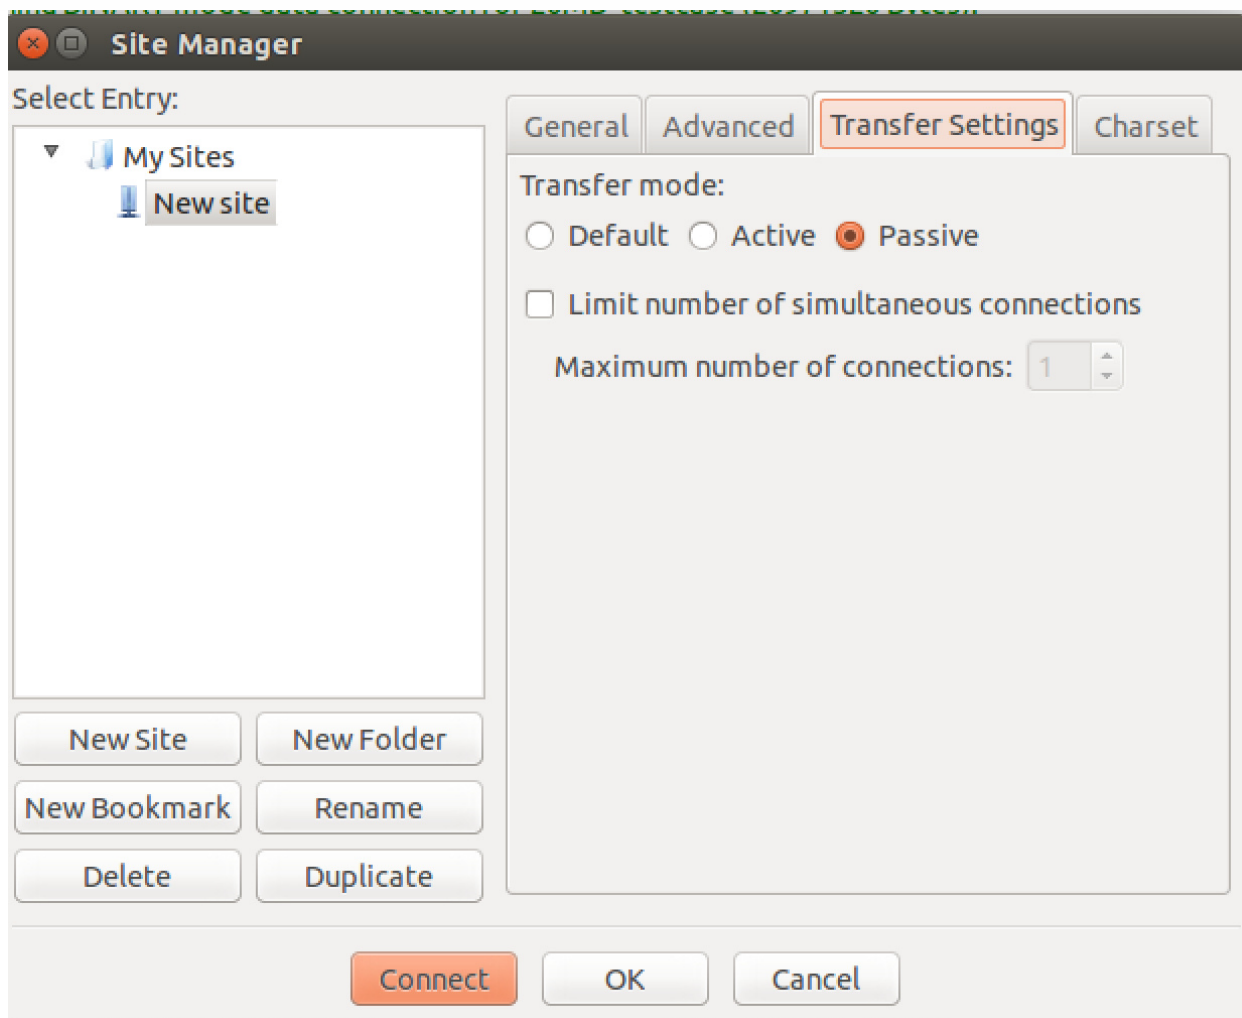 Site Manager
Select Entry:
My Sites
New site
New Site New Folder
New Bookmark Rename
Delete Duplicate
General Advanced Transfer Settings Charset
Transfer mode:
Default Active Passive
Limit number of simultaneous connections
Maximum number of connections: 1
Connect OK Cancel